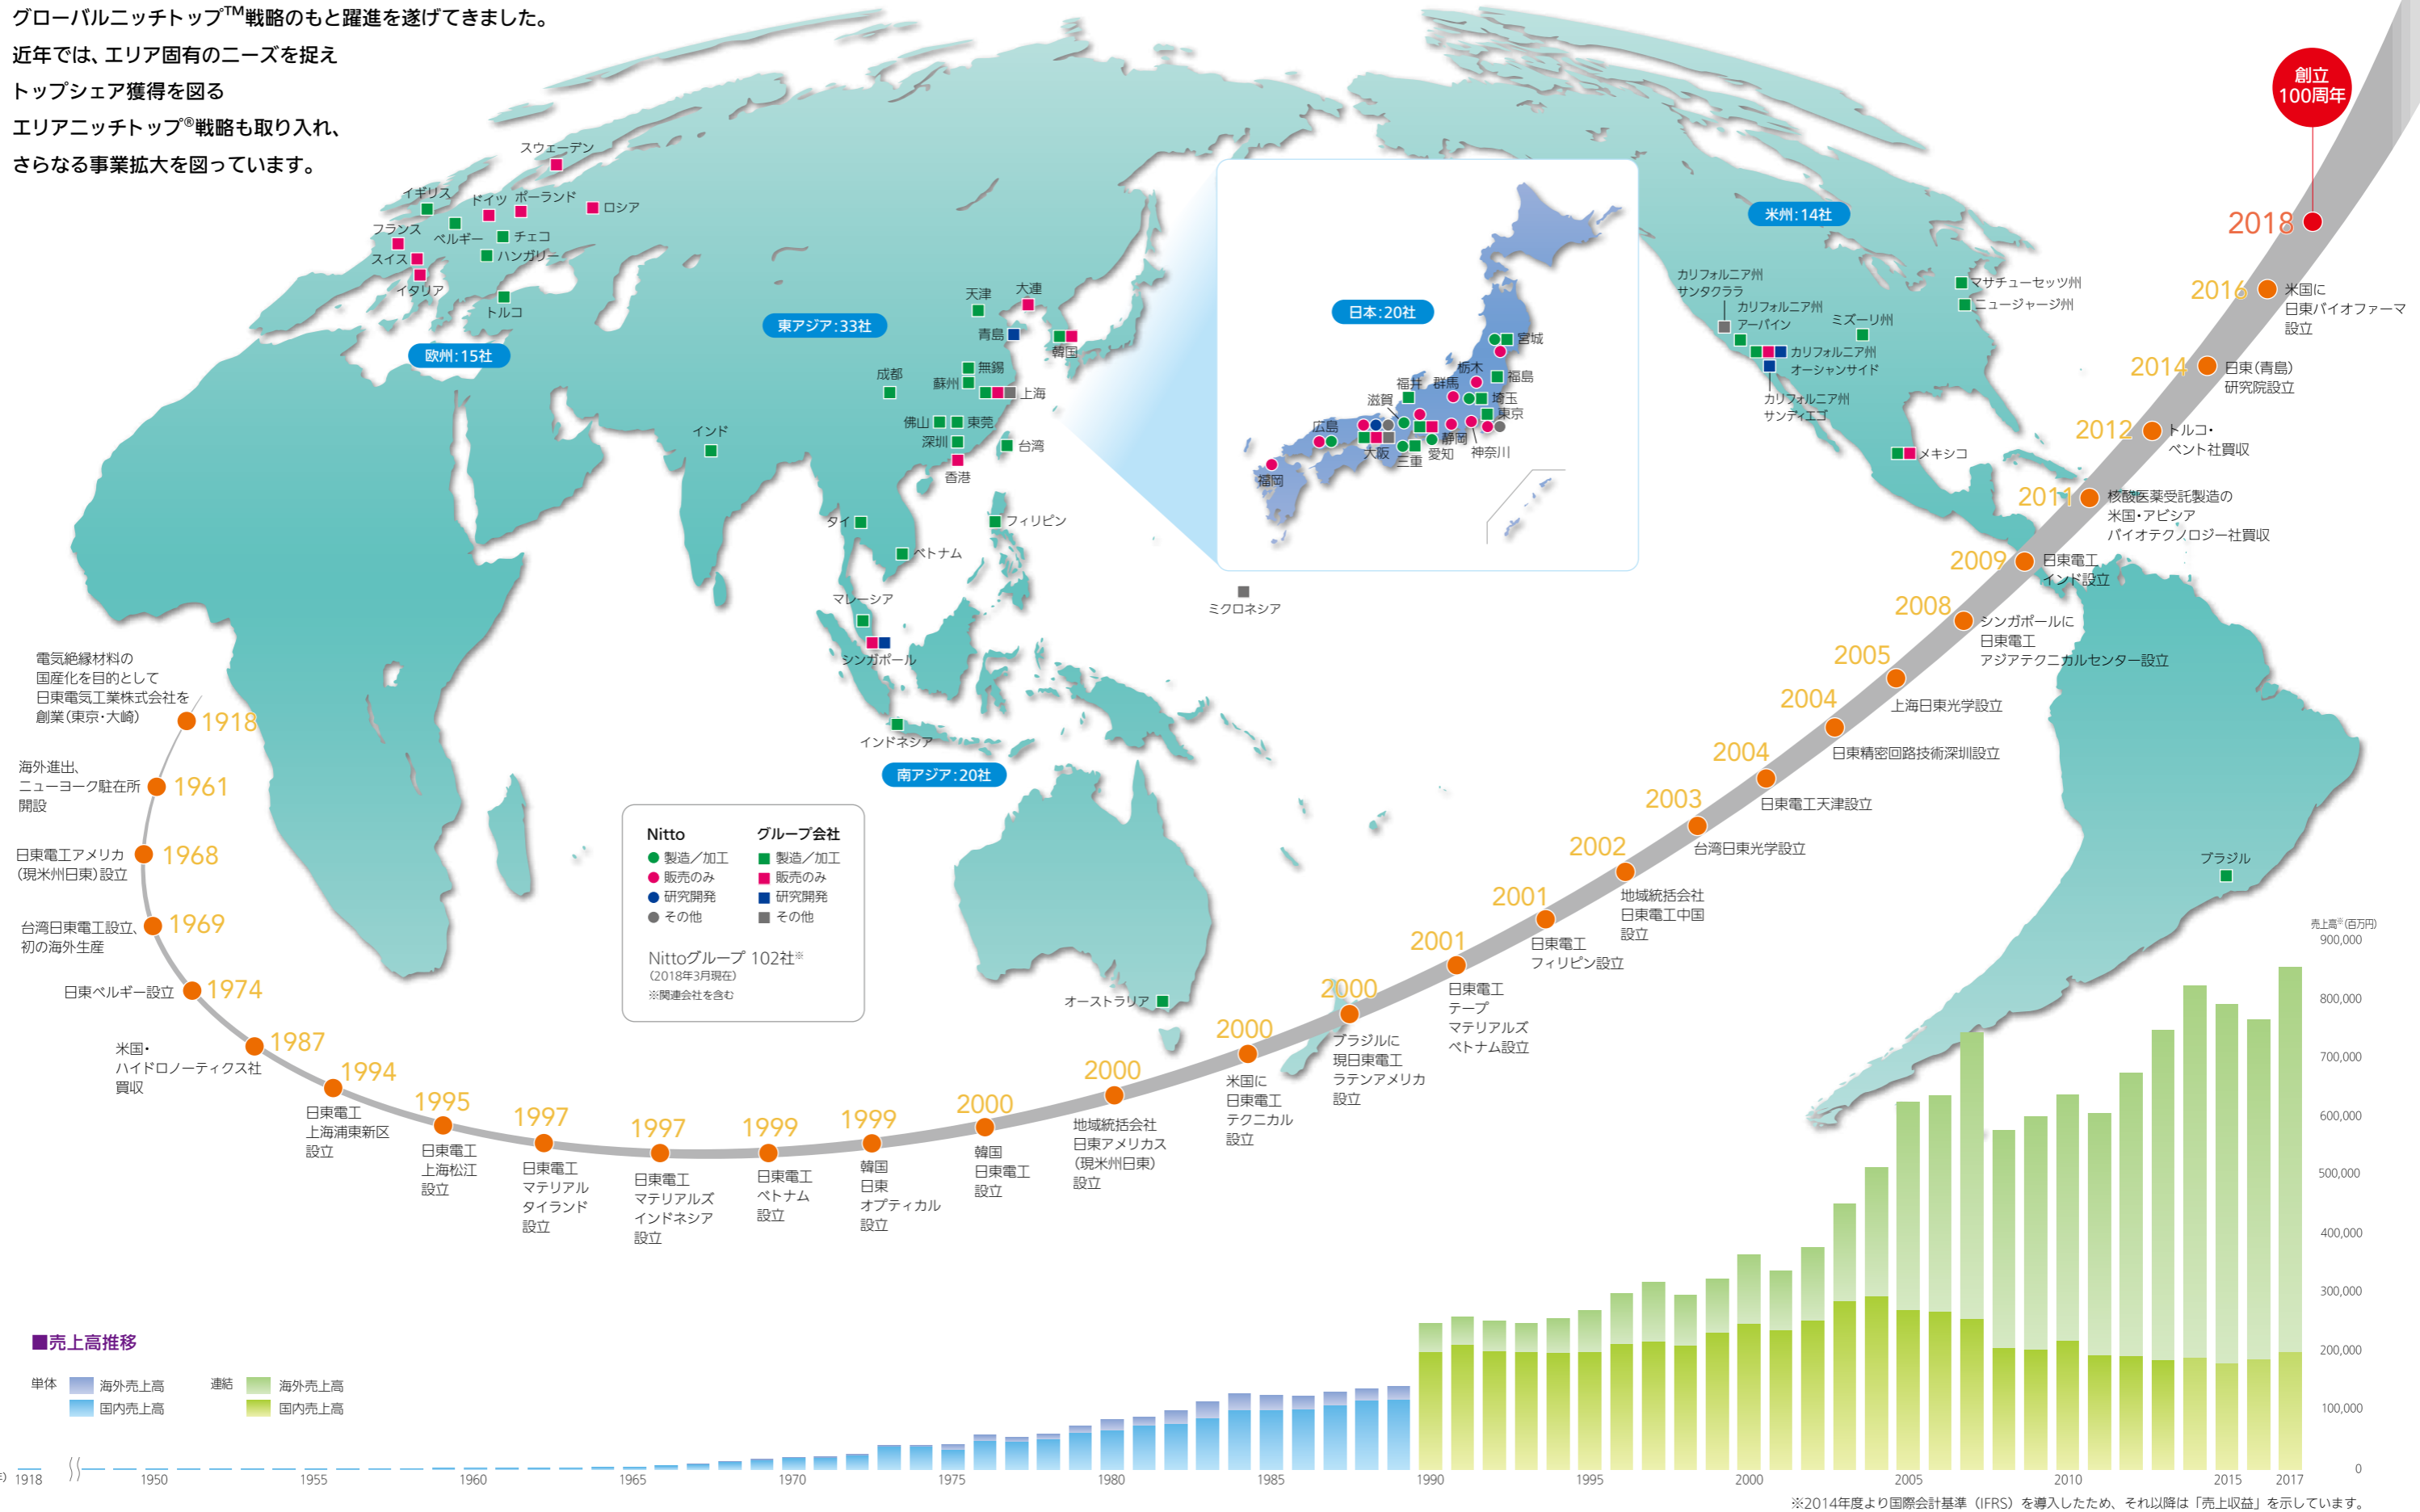 グローバルニッチトップ™戦略のもと躍進を遂げてきました。
近年では、エリア固有のニーズを捉え
トップシェア獲得を図る
エリアニッチトップ®戦略も取り入れ、
さらなる事業拡大を図っています。
スウェーデン
イギリス
ドイツ
ポーランド
ロシア
フランス
ベルギー
チェコ
スイス
ハンガリー
イタリア
トルコ
欧州:15社
東アジア:33社
天津
大連
青島
韓国
無錫
蘇州
成都
上海
佛山
東莞
深圳
台湾
香港
インド
タイ
フィリピン
ベトナム
マレーシア
シンガポール
インドネシア
南アジア:20社
ミクロネシア
オーストラリア
日本:20社
宮城
栃木
福島
福井
群馬
滋賀
埼玉
東京
広島
静岡
大阪
三重
愛知
神奈川
福岡
米州:14社
カリフォルニア州
サンタクララ
カリフォルニア州
アーバイン
ミズーリ州
マサチューセッツ州
ニュージャージ州
カリフォルニア州
オーシャンサイド
カリフォルニア州
サンディエゴ
メキシコ
ブラジル
Nitto
グループ会社
製造/加工
製造/加工
販売のみ
販売のみ
研究開発
研究開発
その他
その他
Nittoグループ 102社※
(2018年3月現在)
※関連会社を含む
電気絶縁材料の
国産化を目的として
日東電気工業株式会社を
創業(東京・大崎)
1918
海外進出、
ニューヨーク駐在所
開設
1961
日東電工アメリカ
(現米州日東)設立
1968
台湾日東電工設立、
初の海外生産
1969
日東ベルギー設立
1974
米国・
ハイドロノーティクス社
買収
1987
1994
日東電工
上海浦東新区
設立
1995
日東電工
上海松江
設立
1997
日東電工
マテリアル
タイランド
設立
1997
日東電工
マテリアルズ
インドネシア
設立
1999
日東電工
ベトナム
設立
1999
韓国
日東
オプティカル
設立
2000
韓国
日東電工
設立
2000
地域統括会社
日東アメリカス
(現米州日東)
設立
2000
米国に
日東電工
テクニカル
設立
2000
ブラジルに
現日東電工
ラテンアメリカ
設立
2001
日東電工
テープ
マテリアルズ
ベトナム設立
2001
日東電工
フィリピン設立
2002
地域統括会社
日東電工中国
設立
2003
台湾日東光学設立
2004
日東電工天津設立
2004
日東精密回路技術深圳設立
2005
上海日東光学設立
2008
シンガポールに
日東電工
アジアテクニカルセンター設立
2009
日東電工
インド設立
2011
核酸医薬受託製造の
米国・アビシア
バイオテクノロジー社買収
2012
トルコ・
ベント社買収
2014
日東(青島)
研究院設立
2016
米国に
日東バイオファーマ
設立
2018
創立
100周年
■売上高推移
単体
海外売上高
国内売上高
連結
海外売上高
国内売上高
売上高※(百万円)
900,000
800,000
700,000
600,000
500,000
400,000
300,000
200,000
100,000
0
1918
1950
1955
1960
1965
1970
1975
1980
1985
1990
1995
2000
2005
2010
2015
2017
※2014年度より国際会計基準(IFRS)を導入したため、それ以降は「売上収益」を示しています。